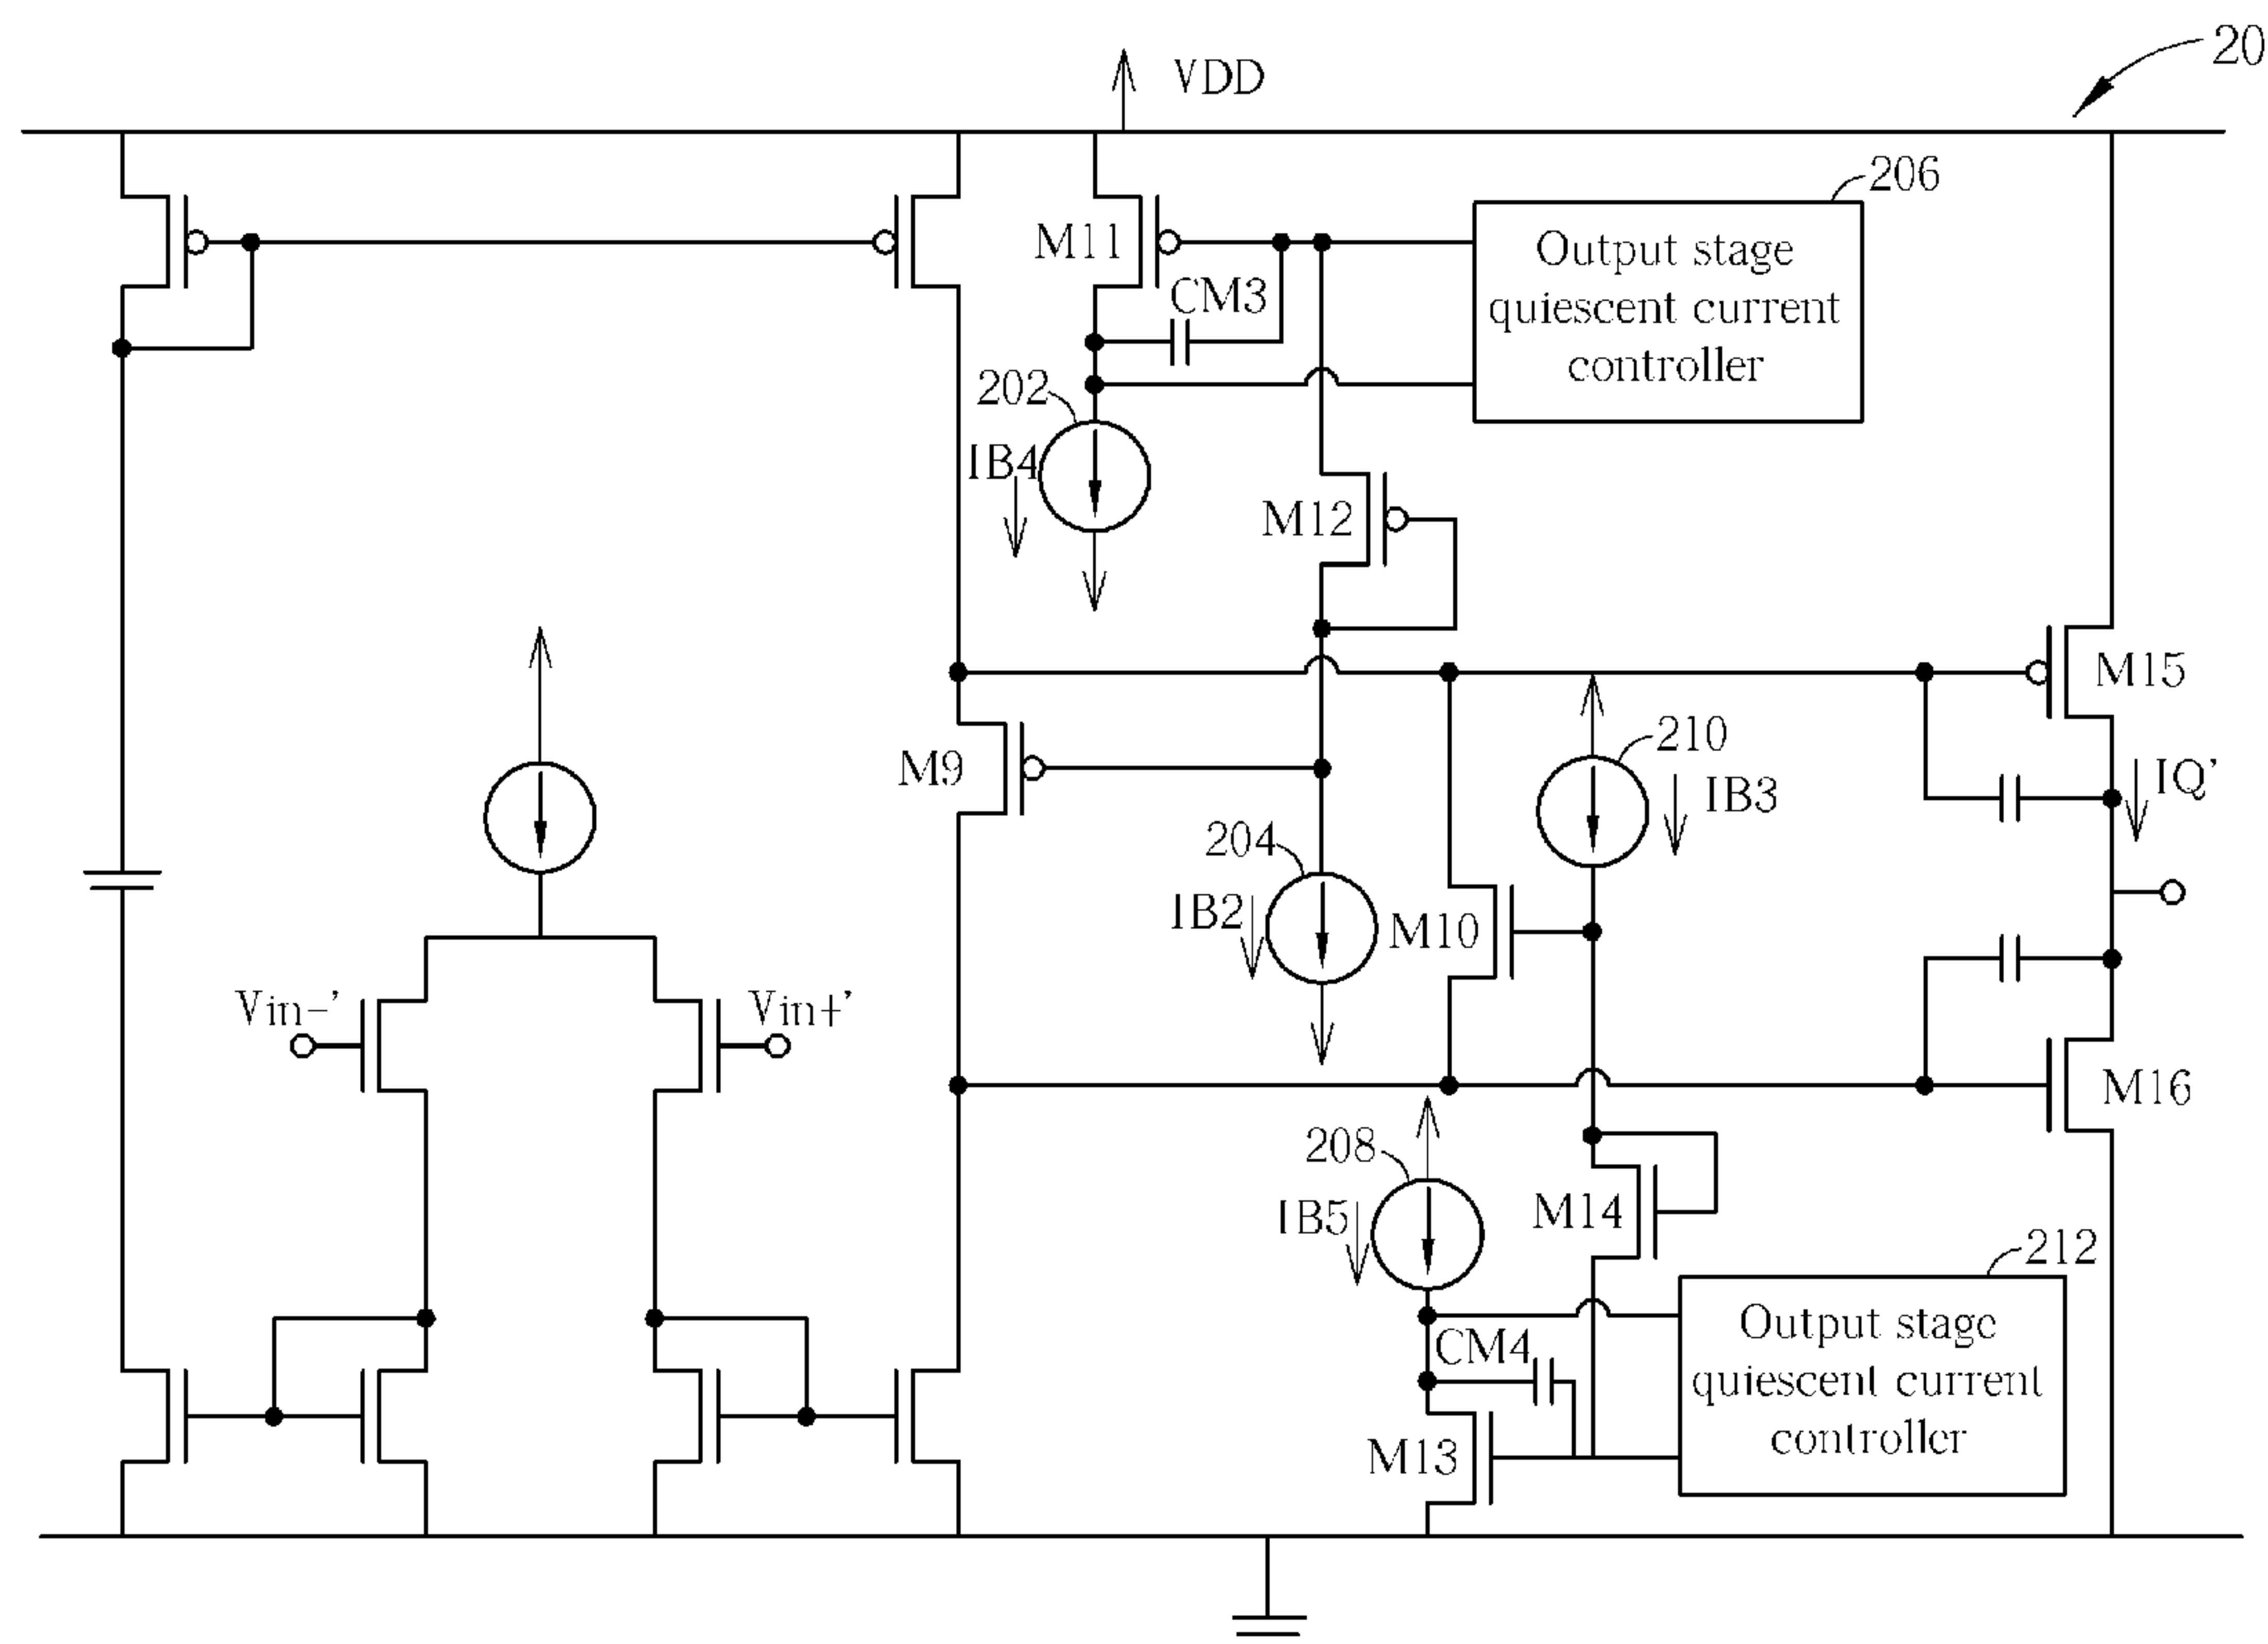 20
VDD
206
M11
Output stage
quiescent current
controller
CM3
202
IB4
M12
M15
M9
210
IB3
IQ'
204
IB2
M10
Vin-'
Vin+'
M16
208
IB5
M14
212
CM4
Output stage
quiescent current
controller
M13